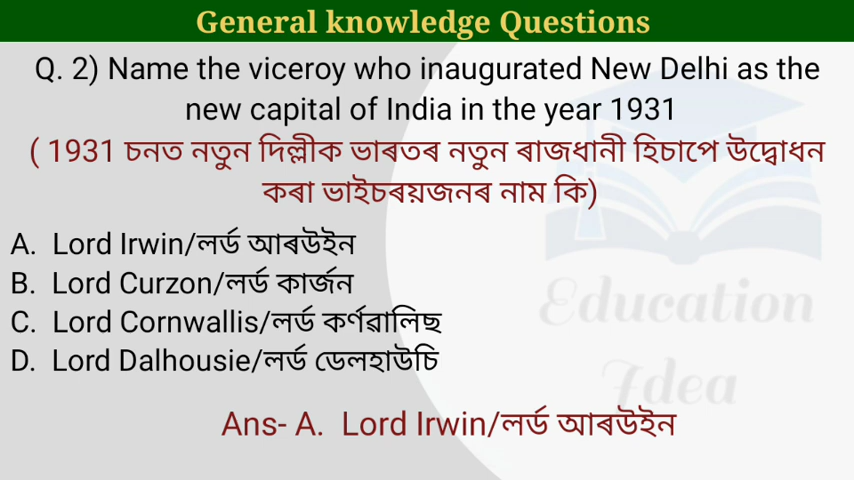 General knowledge Questions
Q. 2) Name the viceroy who inaugurated New Delhi as the
new capital of India in the year 1931
( 1931 চনত নতুন দিল্লীক ভাৰতৰ নতুন ৰাজধানী হিচাপে উদ্বোধন
কৰা ভাইচৰয়জনৰ নাম কি)
A. Lord Irwin/লৰ্ড আৰউইন
B. Lord Curzon/লৰ্ড কাৰ্জন
C. Lord Cornwallis/লৰ্ড কৰ্ণৱালিছ
D. Lord Dalhousie/লৰ্ড ডেলহাউচি
Education
Idea
Ans- A. Lord Irwin/লৰ্ড আৰউইন